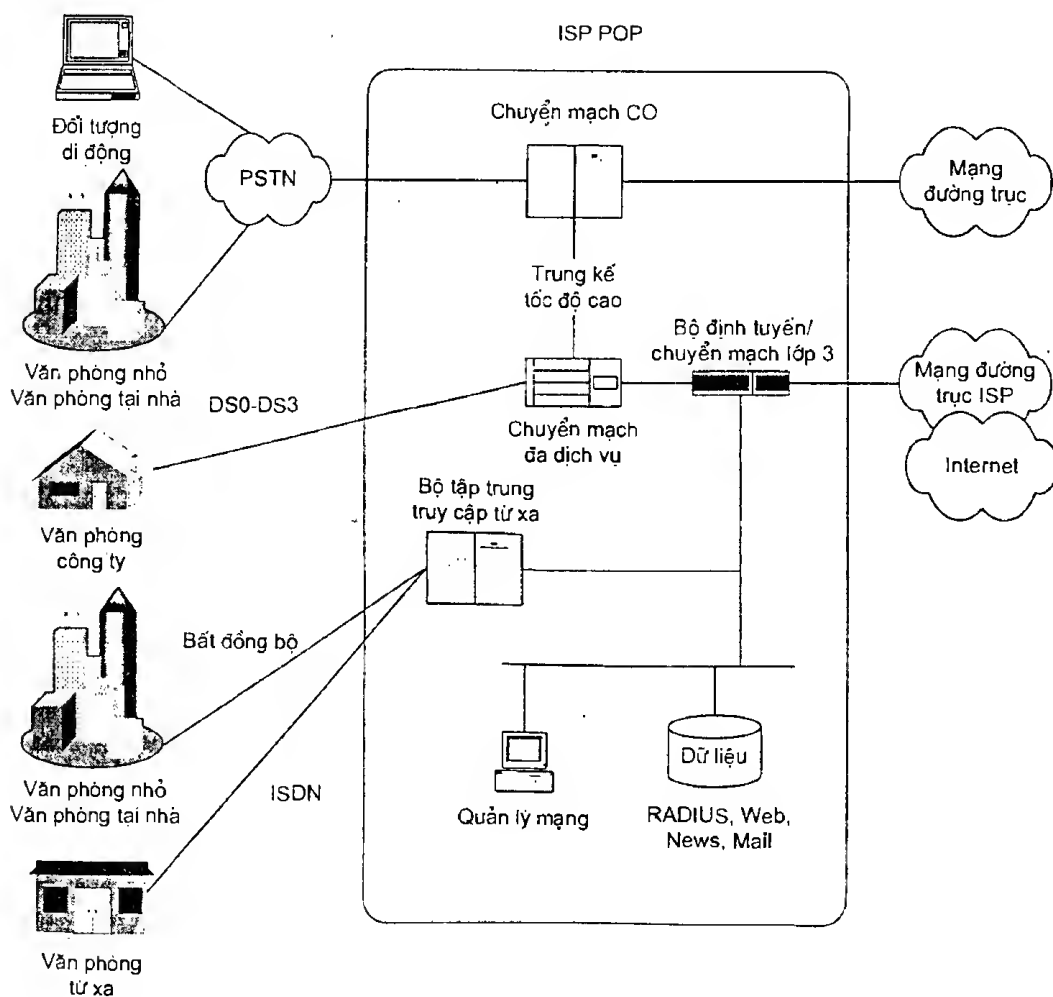 ISP POP
Đối tượng
di động
PSTN
Chuyển mạch CO
Mạng
đường trục
Trung kế
tốc độ cao
Văn phòng nhỏ
Văn phòng tại nhà
DS0-DS3
Bộ định tuyến/
chuyển mạch lớp 3
Mạng đường
trục ISP
Internet
Chuyển mạch
đa dịch vụ
Văn phòng
công ty
Bộ tập trung
truy cập từ xa
Bất đồng bộ
Văn phòng nhỏ
Văn phòng tại nhà
ISDN
Quản lý mạng
Dữ liệu
RADIUS, Web,
News, Mail
Văn phòng
từ xa